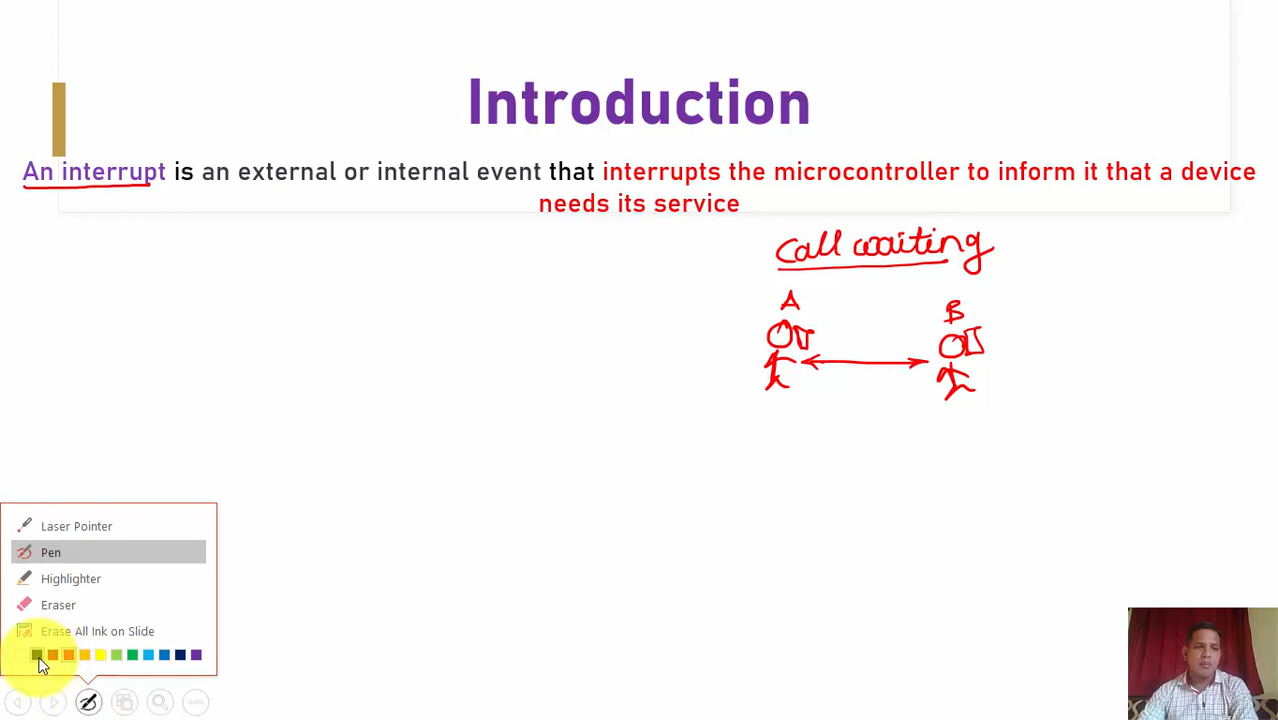 Introduction
An interrupt is an external or internal event that interrupts the microcontroller to inform it that a device
needs its service
Call waiting
A
B
Laser Pointer
Pen
Highlighter
Eraser
Erase All Ink on Slide